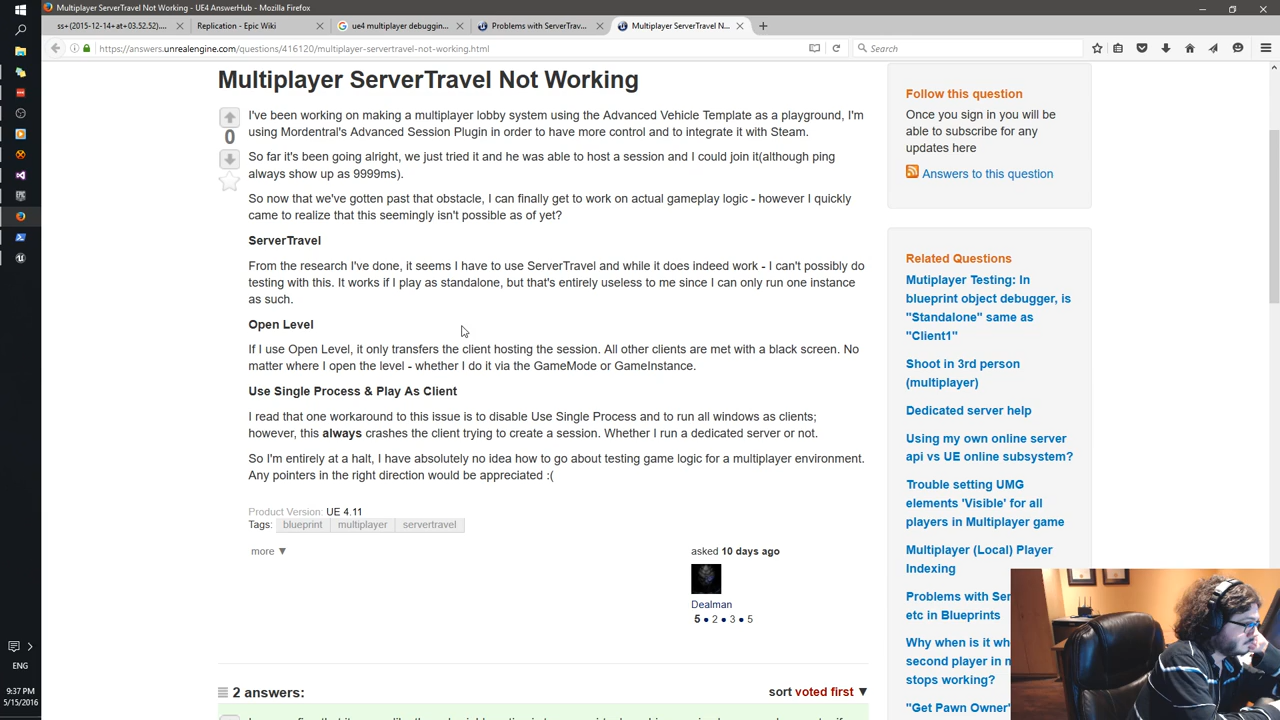 Multiplayer ServerTravel Not Working - UE4 AnswerHub - Mozilla Firefox
ss+(2015-12-14+at+03.52.52)....
Replication - Epic Wiki
ue4 multiplayer debuggin...
Problems with ServerTrav...
Multiplayer ServerTravel N...
https://answers.unrealengine.com/questions/416120/multiplayer-servertravel-not-working.html
Search
Multiplayer ServerTravel Not Working
0
I've been working on making a multiplayer lobby system using the Advanced Vehicle Template as a playground, I'm
using Mordentral's Advanced Session Plugin in order to have more control and to integrate it with Steam.
So far it's been going alright, we just tried it and he was able to host a session and I could join it(although ping
always show up as 9999ms).
So now that we've gotten past that obstacle, I can finally get to work on actual gameplay logic - however I quickly
came to realize that this seemingly isn't possible as of yet?
ServerTravel
From the research I've done, it seems I have to use ServerTravel and while it does indeed work - I can't possibly do
testing with this. It works if I play as standalone, but that's entirely useless to me since I can only run one instance
as such.
Open Level
If I use Open Level, it only transfers the client hosting the session. All other clients are met with a black screen. No
matter where I open the level - whether I do it via the GameMode or GameInstance.
Use Single Process & Play As Client
I read that one workaround to this issue is to disable Use Single Process and to run all windows as clients;
however, this always crashes the client trying to create a session. Whether I run a dedicated server or not.
So I'm entirely at a halt, I have absolutely no idea how to go about testing game logic for a multiplayer environment.
Any pointers in the right direction would be appreciated :(
Product Version: UE 4.11
Tags: blueprint multiplayer servertravel
more ▼
asked 10 days ago
Dealman
5 ● 2 ● 3 ● 5
2 answers:
sort voted first ▼
Follow this question
Once you sign in you will be
able to subscribe for any
updates here
Answers to this question
Related Questions
Mutiplayer Testing: In
blueprint object debugger, is
"Standalone" same as
"Client1"
Shoot in 3rd person
(multiplayer)
Dedicated server help
Using my own online server
api vs UE online subsystem?
Trouble setting UMG
elements 'Visible' for all
players in Multiplayer game
Multiplayer (Local) Player
Indexing
Problems with Ser
etc in Blueprints
Why when is it wh
second player in m
stops working?
"Get Pawn Owner"
ENG
9:37 PM
5/15/2016